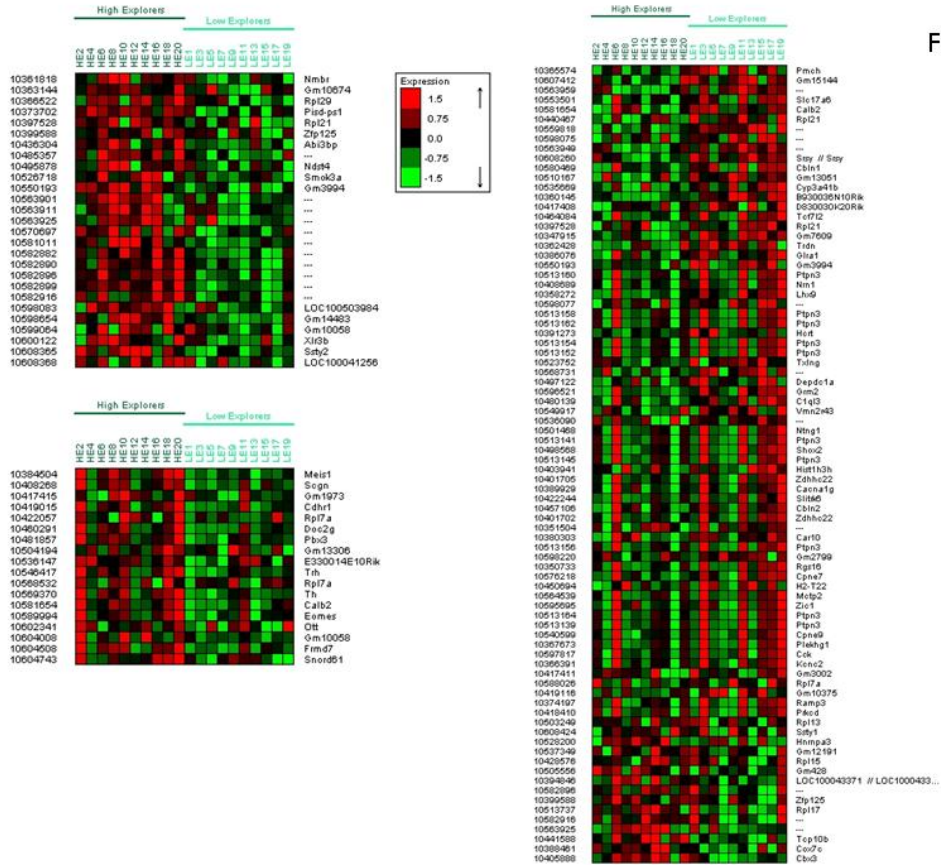 High Explorers
Low Explorers
HE2 HE4 HE6 HE8 HE10 HE12 HE14 HE16 HE18 HE20 LE1 LE3 LE5 LE7 LE9 LE11 LE13 LE15 LE17 LE19
10361818 Nmbr
10363144 Gm10674
10366522 Rpl29
10373702 Pisd-ps1
10397528 Rpl21
10399588 Zfp125
10436304 Abi3bp
10485357 ---
10495878 Ndst4
10526718 Smok3a
10550193 Gm3994
10563901 ---
10563911 ---
10563925 ---
10570697 ---
10581011 ---
10582882 ---
10582890 ---
10582896 ---
10582899 ---
10582916 ---
10598083 LOC100503984
10598654 Gm14483
10599064 Gm10058
10600122 Xlr3b
10608365 Ssty2
10608368 LOC100041256
Expression
1.5
0.75
0.0
-0.75
-1.5
High Explorers
Low Explorers
HE2 HE4 HE6 HE8 HE10 HE12 HE14 HE16 HE18 HE20 LE1 LE3 LE5 LE7 LE9 LE11 LE13 LE15 LE17 LE19
10384504 Meis1
10408268 Scgn
10417415 Gm1973
10419015 Cdhr1
10422057 Rpl7a
10460291 Doc2g
10481857 Pbx3
10504194 Gm13306
10536147 E330014E10Rik
10546417 Trh
10568532 Rpl7a
10569370 Th
10581654 Calb2
10589994 Eomes
10602341 Ott
10604008 Gm10058
10604608 Frmd7
10604743 Snord61
High Explorers
Low Explorers
HE2 HE4 HE6 HE8 HE10 HE12 HE14 HE16 HE18 HE20 LE1 LE3 LE5 LE7 LE9 LE11 LE13 LE15 LE17 LE19
F
10365574 Pmch
10607412 Gm15144
10563959 ---
10553501 Slc17a6
10581654 Calb2
10440467 Rpl21
10559818 ---
10598075 ---
10563949 ---
10608260 Srsy // Srsy
10580469 Cbln1
10510167 Gm13051
10535669 Cyp3a41b
10360145 B930036N10Rik
10417408 D830030K20Rik
10464084 Tcf7l2
10397528 Rpl21
10347915 Gm7609
10362428 Trdn
10386076 Glra1
10550193 Gm3994
10513160 Ptpn3
10408689 Nrn1
10358272 Lhx9
10598077 ---
10513158 Ptpn3
10513162 Ptpn3
10391273 Hcrt
10513154 Ptpn3
10513152 Ptpn3
10523752 Txlng
10568731 ---
10497122 Depdc1a
10596521 Grm2
10480139 C1ql3
10549917 Vmn2r43
10536090 ---
10501468 Ntng1
10513141 Ptpn3
10498568 Shox2
10513145 Ptpn3
10403941 Hist1h3h
10401705 Zdhhc22
10389929 Cacna1g
10422244 Slitrk6
10457106 Cbln2
10401702 Zdhhc22
10351504 ---
10380303 Car10
10513156 Ptpn3
10598220 Gm2799
10350733 Rgs16
10576218 Cpne7
10450694 H2-T22
10564539 Mctp2
10595695 Zic1
10513164 Ptpn3
10513139 Ptpn3
10540599 Cpne9
10367673 Plekhg1
10597817 Cck
10366391 Kcnc2
10417411 Gm3002
10588026 Rpl7a
10419116 Gm10375
10374197 Ramp3
10418410 Prkcd
10503249 Rpl13
10608424 Ssty1
10528200 Hnrnpa3
10537349 Gm12191
10428576 Rpl15
10505556 Gm428
10394846 LOC100043371 // LOC1000433...
10582896 ---
10399588 Zfp125
10513737 Rpl17
10582916 ---
10563925 ---
10441588 Tcp10b
10388461 Cox7c
10405888 Cbx3